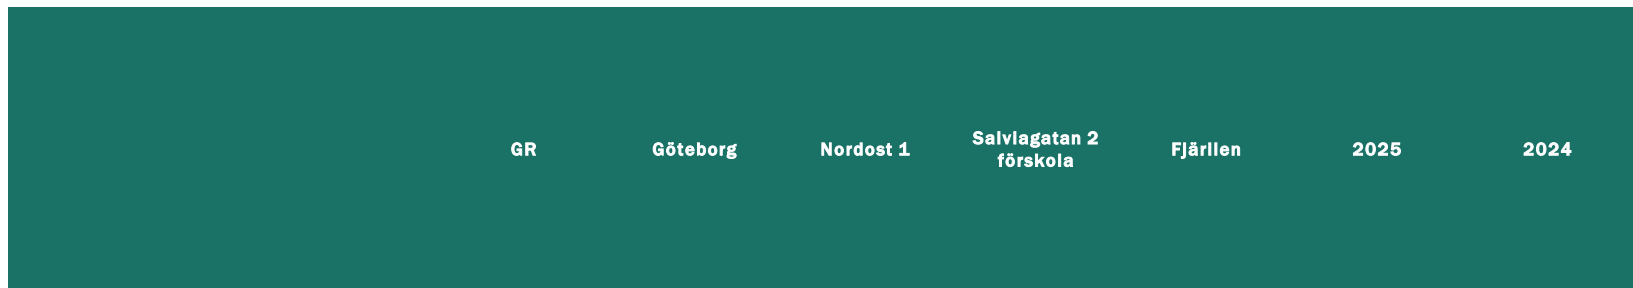 GR
Göteborg
Nordost 1
Salviagatan 2
förskola
Fjärilen
2025
2024